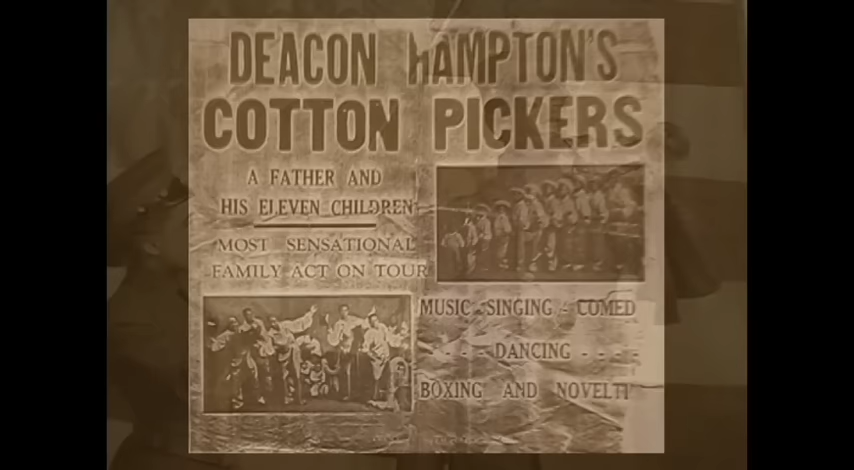 DEACON HAMPTON'S
COTTON PICKERS
A FATHER AND
HIS ELEVEN CHILDREN
MOST SENSATIONAL
FAMILY ACT ON TOUR
MUSIC - SINGING - COMED
- - - DANCING - - - -
BOXING AND NOVELTI